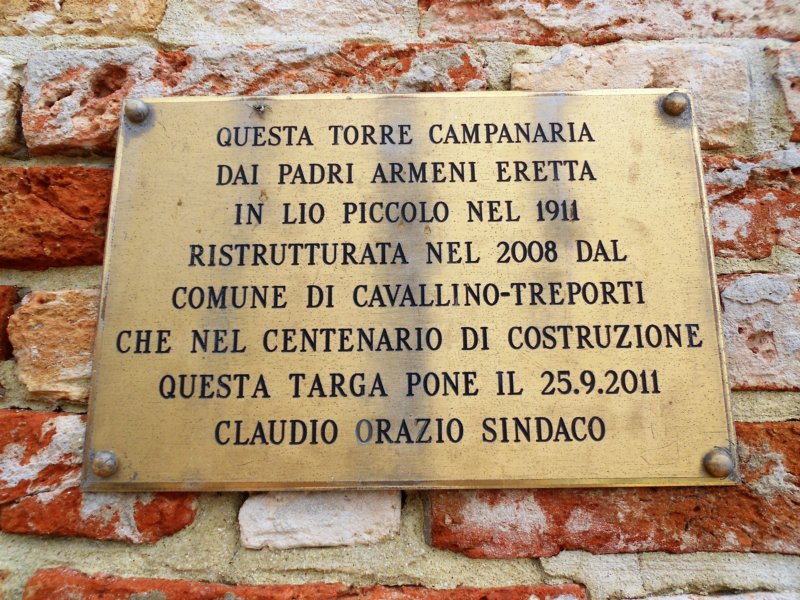 QUESTA TORRE CAMPANARIA
DAI PADRI ARMENI ERETTA
IN LIO PICCOLO NEL 1911
RISTRUTTURATA NEL 2008 DAL
COMUNE DI CAVALLINO-TREPORTI
CHE NEL CENTENARIO DI COSTRUZIONE
QUESTA TARGA PONE IL 25.9.2011
CLAUDIO ORAZIO SINDACO